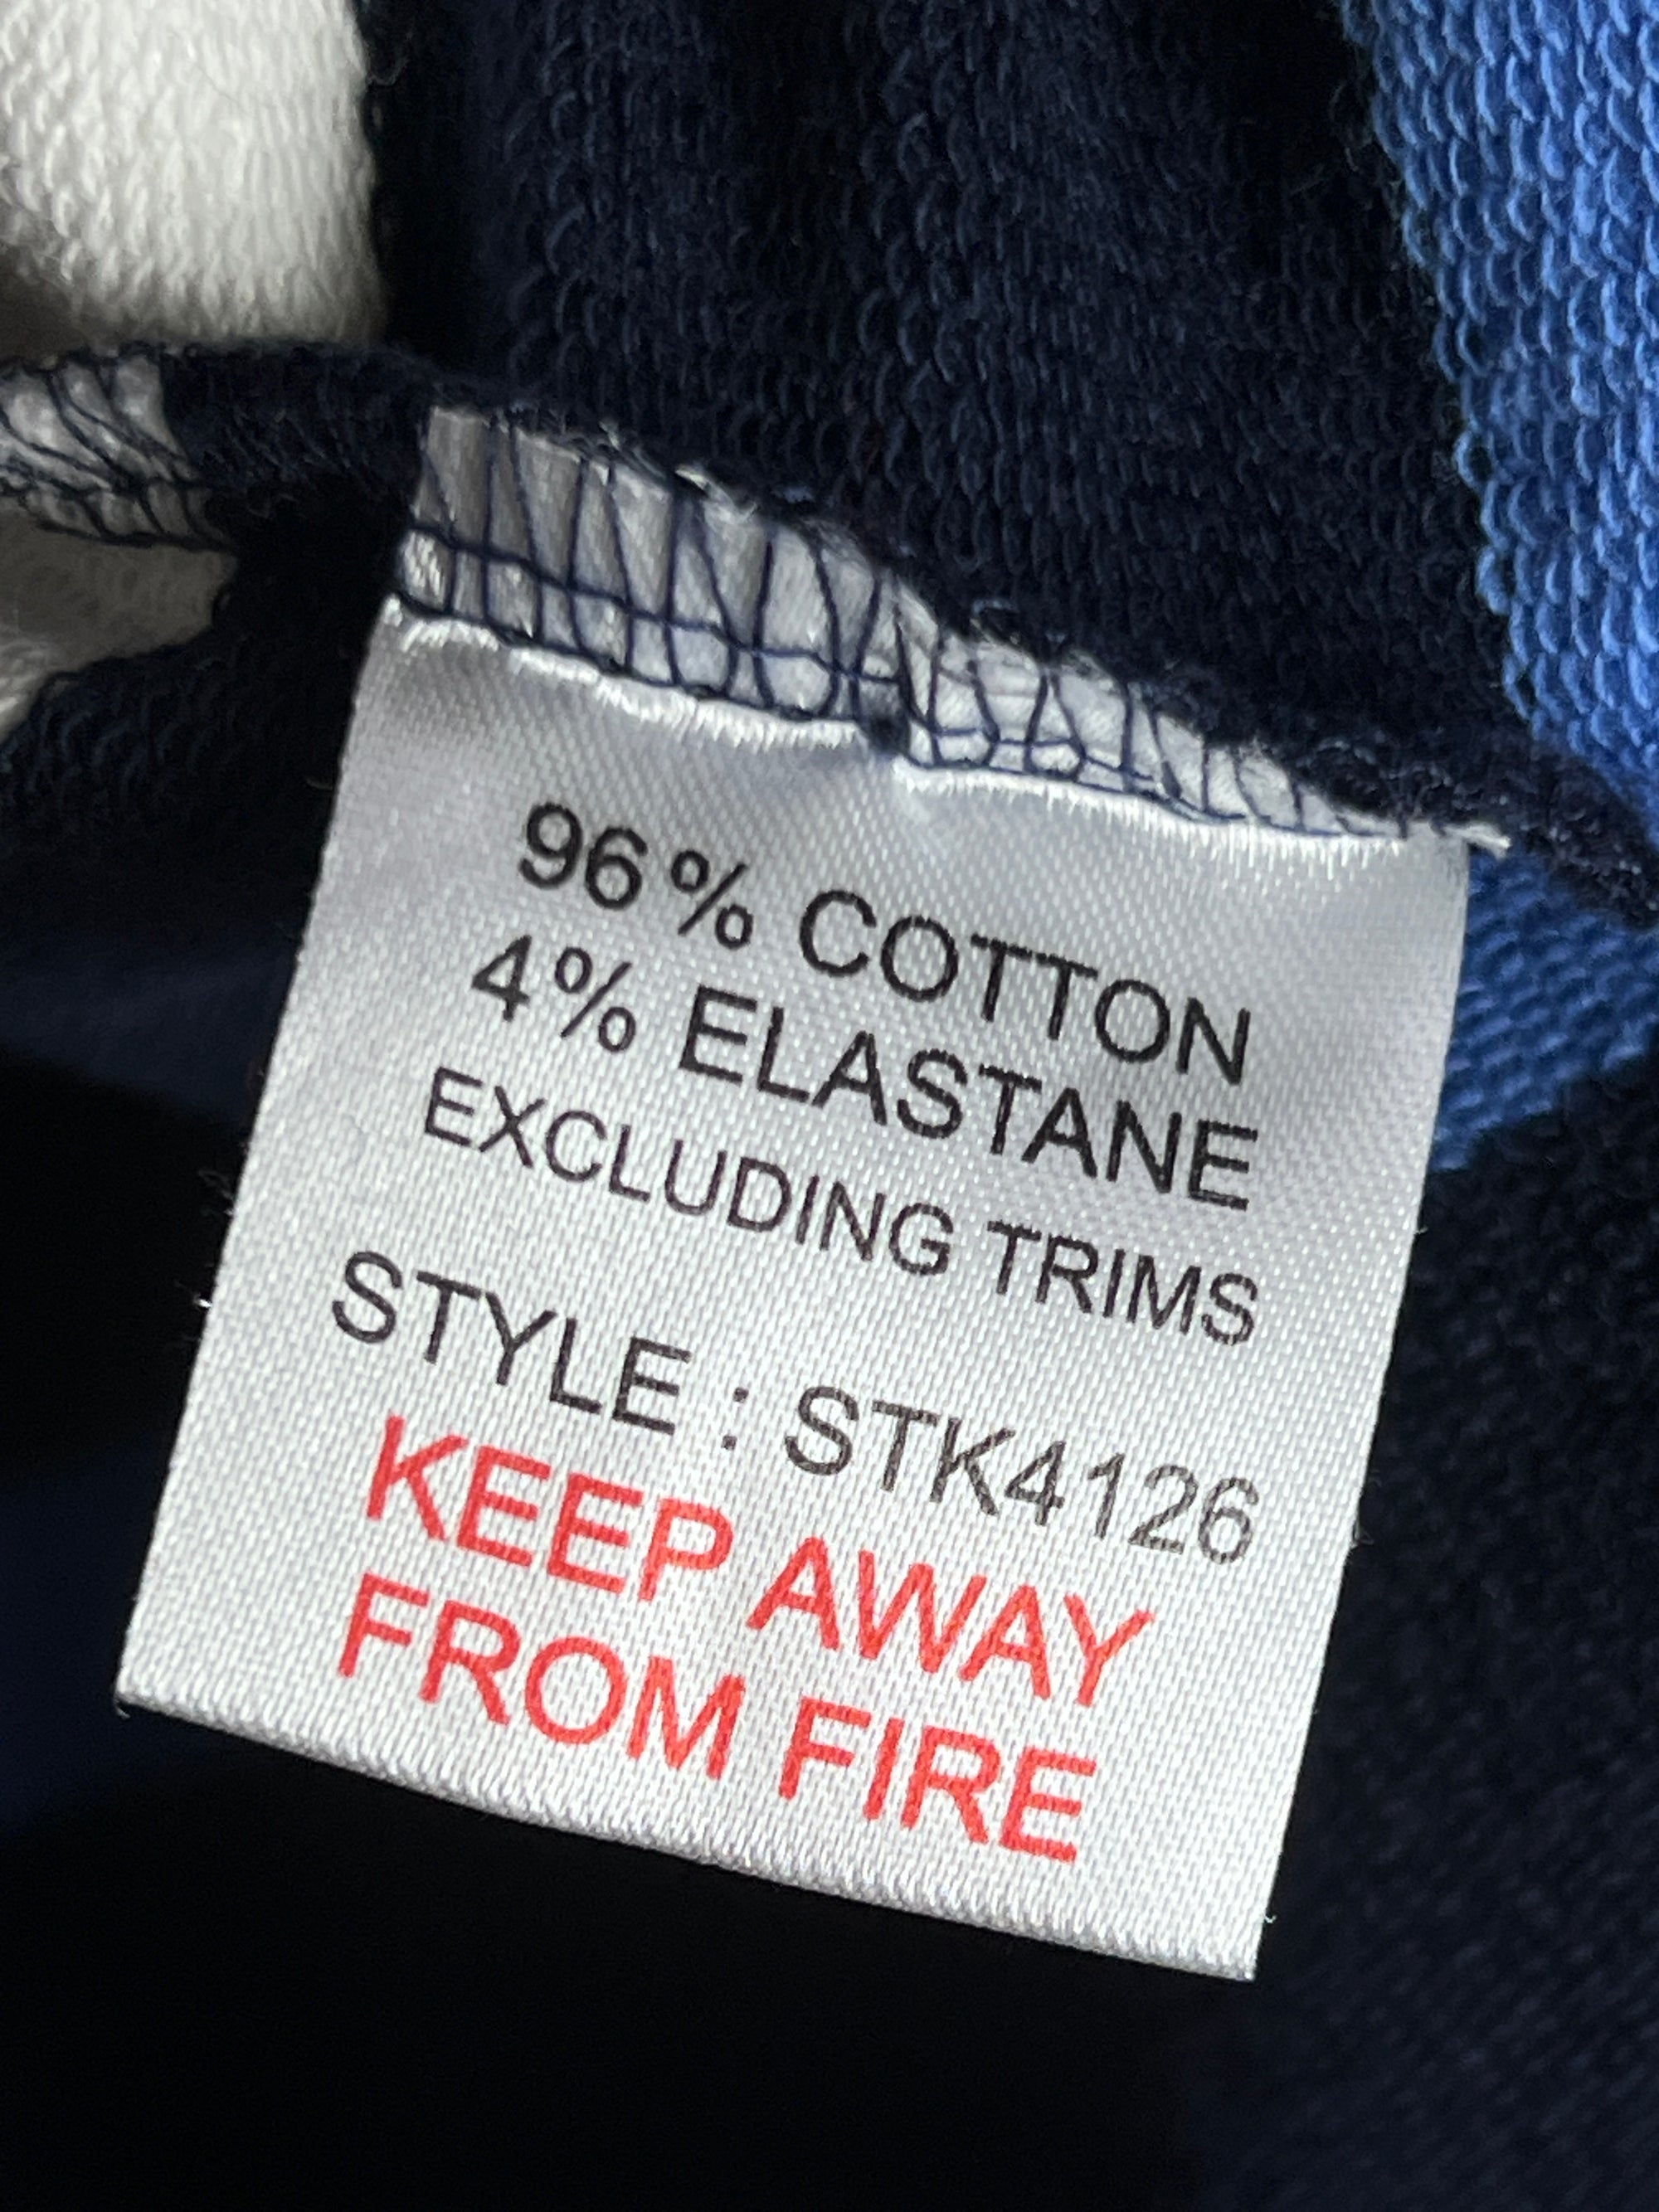 96% COTTON
4% ELASTANE
EXCLUDING TRIMS
STYLE : STK4126
KEEP AWAY
FROM FIRE